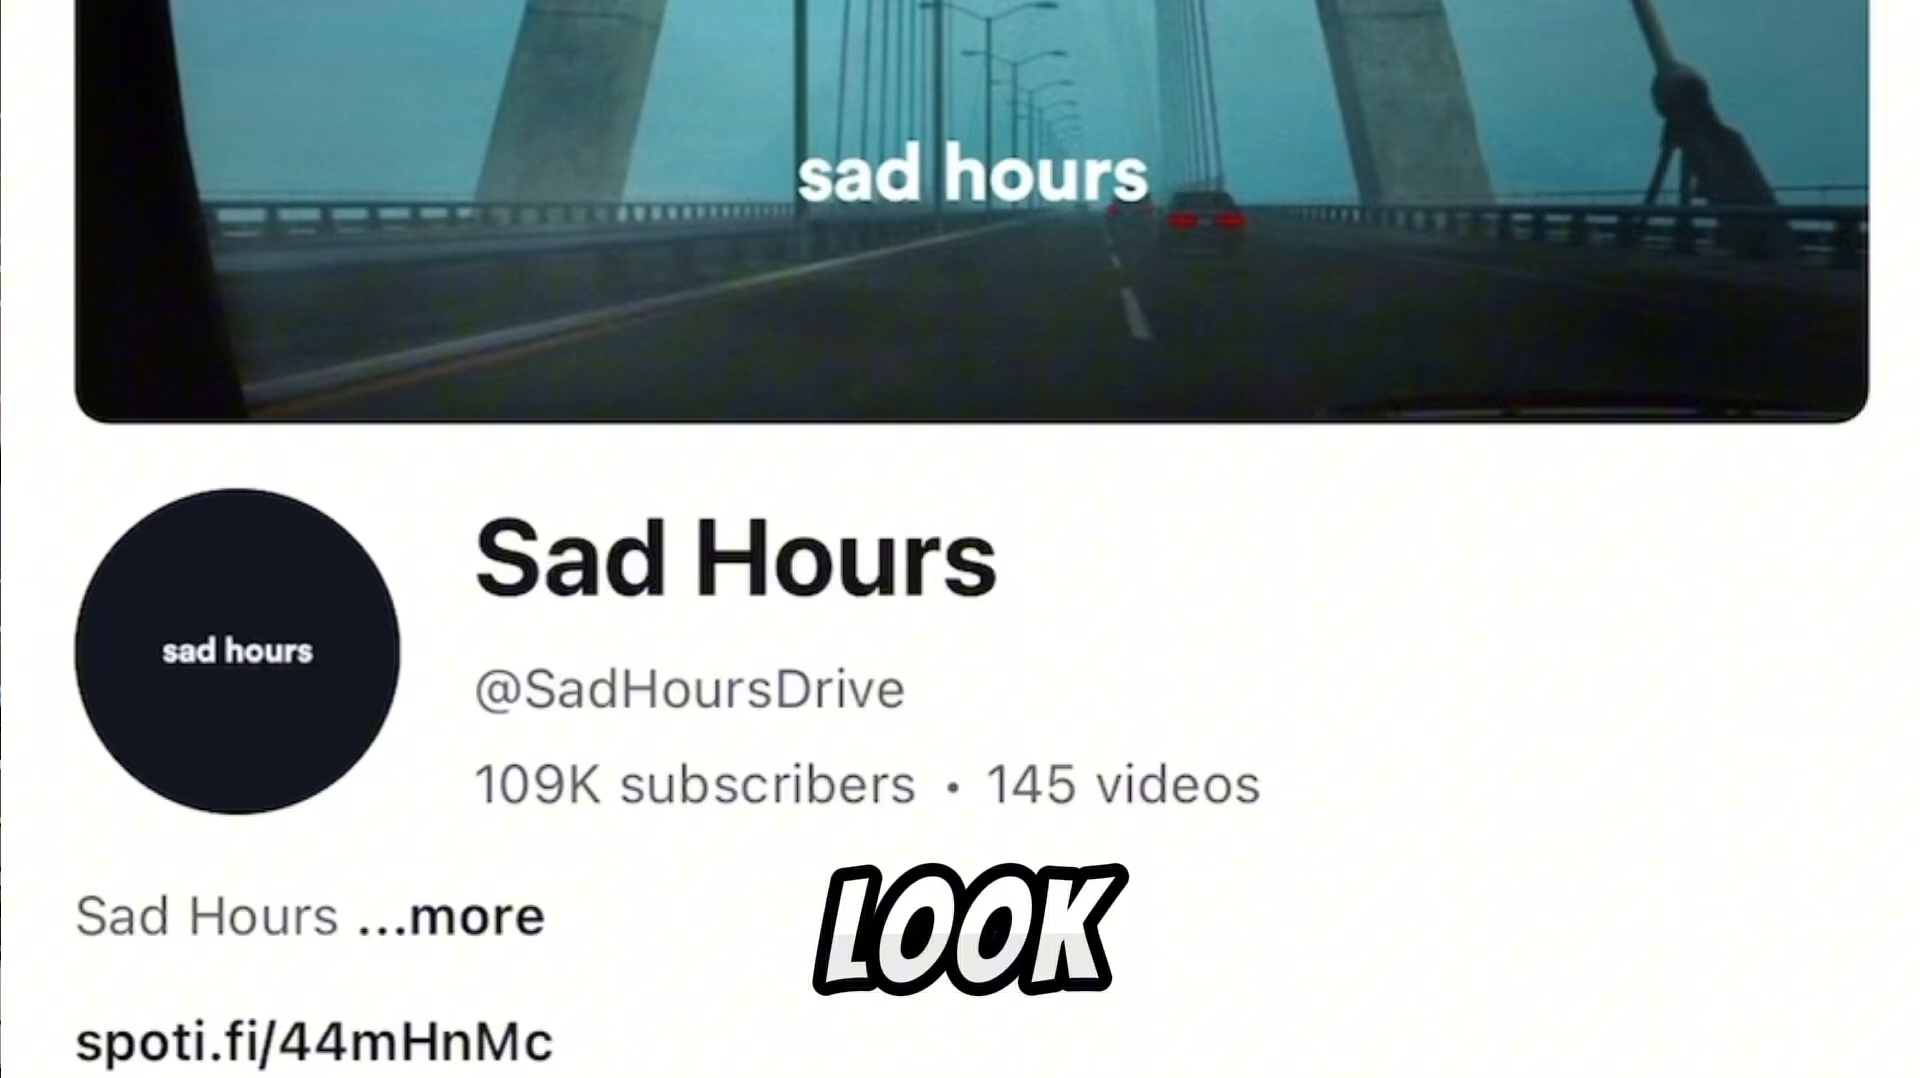 sad hours
sad hours
Sad Hours
@SadHoursDrive
109K subscribers • 145 videos
Sad Hours ...more
LOOK
spoti.fi/44mHnMc